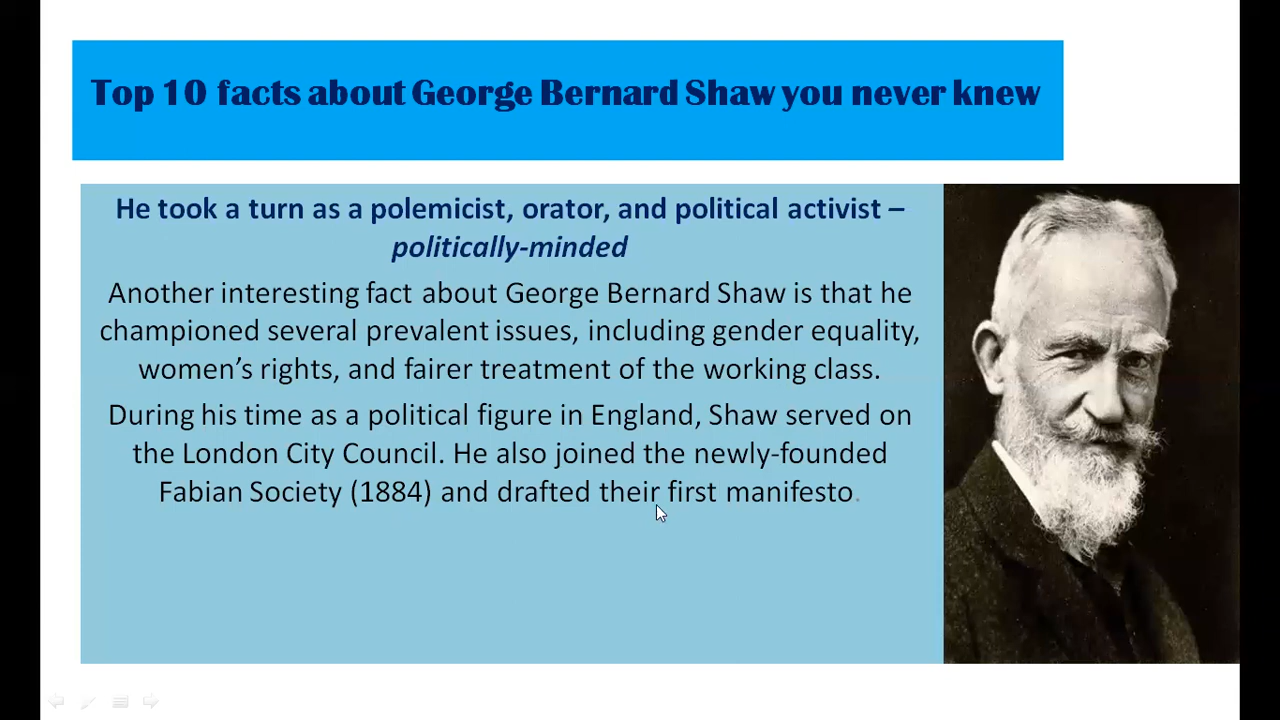 Top 10 facts about George Bernard Shaw you never knew
He took a turn as a polemicist, orator, and political activist –
politically-minded
Another interesting fact about George Bernard Shaw is that he
championed several prevalent issues, including gender equality,
women’s rights, and fairer treatment of the working class.
During his time as a political figure in England, Shaw served on
the London City Council. He also joined the newly-founded
Fabian Society (1884) and drafted their first manifesto.